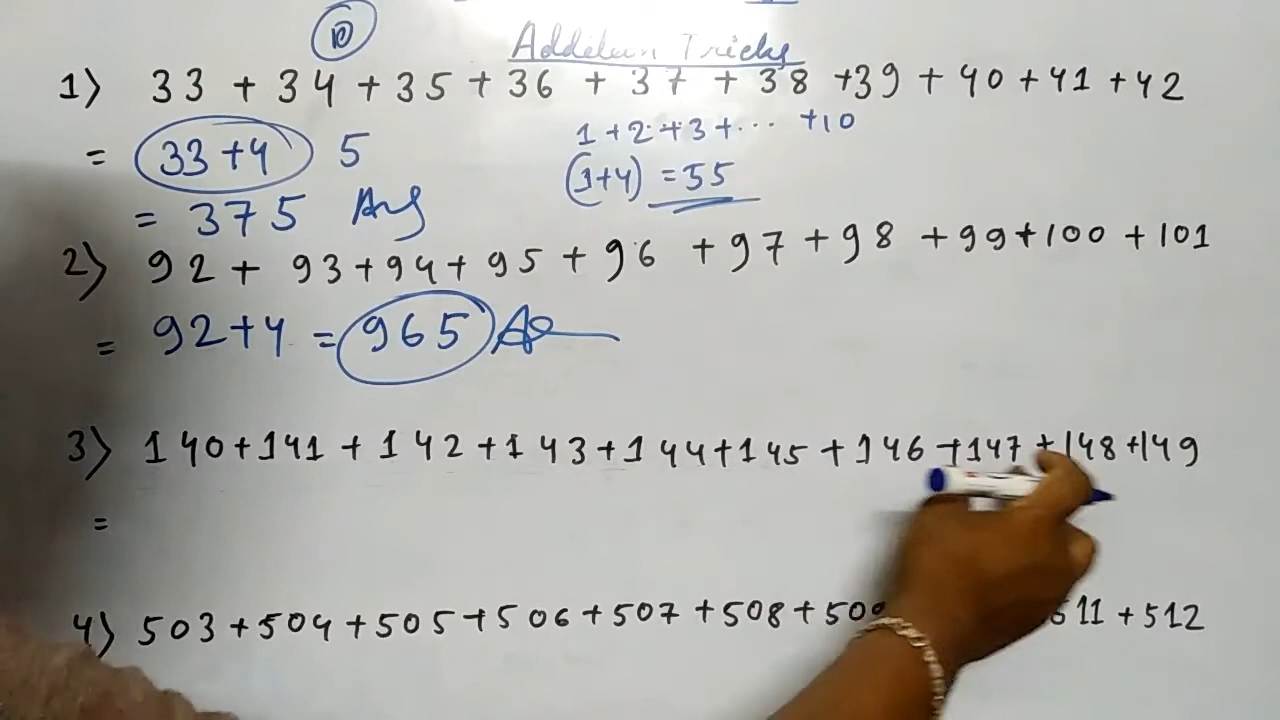 10
Addition Tricks
1) 33 + 34 + 35 + 36 + 37 + 38 + 39 + 40 + 41 + 42
1 + 2 + 3 + ... + 10
= 33 + 4 5
(1+4) = 55
= 375 Ans
2) 92 + 93 + 94 + 95 + 96 + 97 + 98 + 99 + 100 + 101
= 92 + 4 = 965
3) 140 + 141 + 142 + 143 + 144 + 145 + 146 + 147 + 148 + 149
=
4) 503 + 504 + 505 + 506 + 507 + 508 + 509 511 + 512